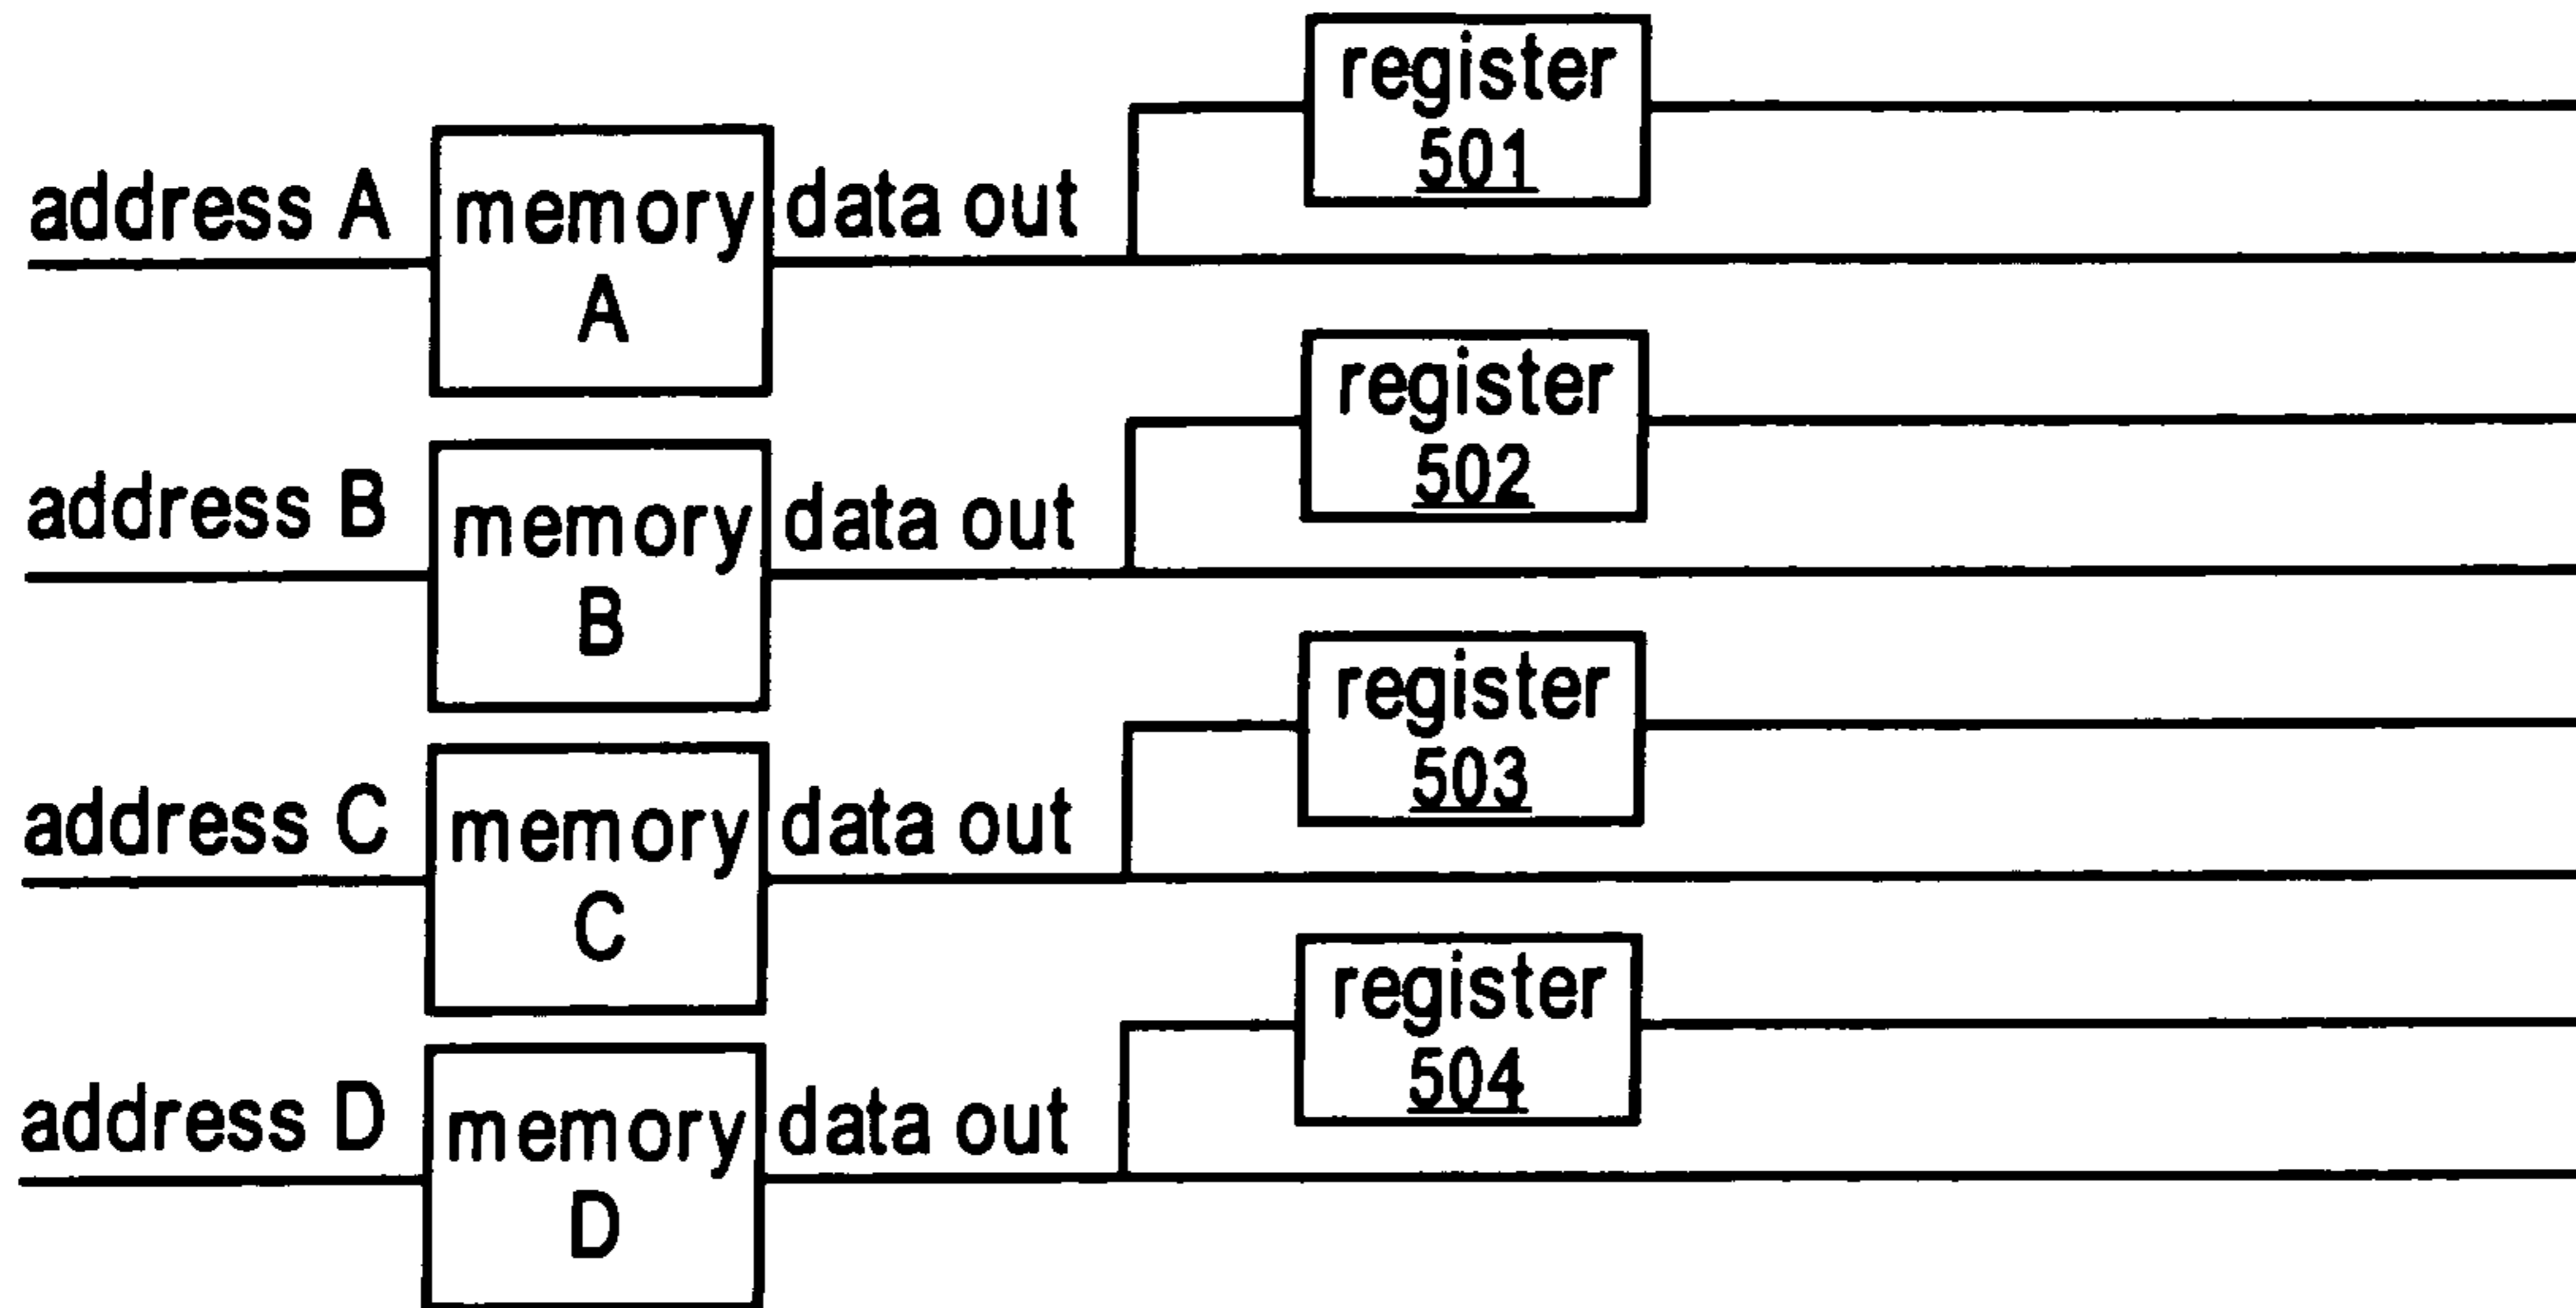 register
501
address A
memory
A
data out
register
502
address B
memory
B
data out
register
503
address C
memory
C
data out
register
504
address D
memory
D
data out